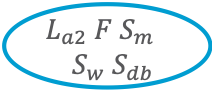 L_{a2} F S_m
S_w S_{db}